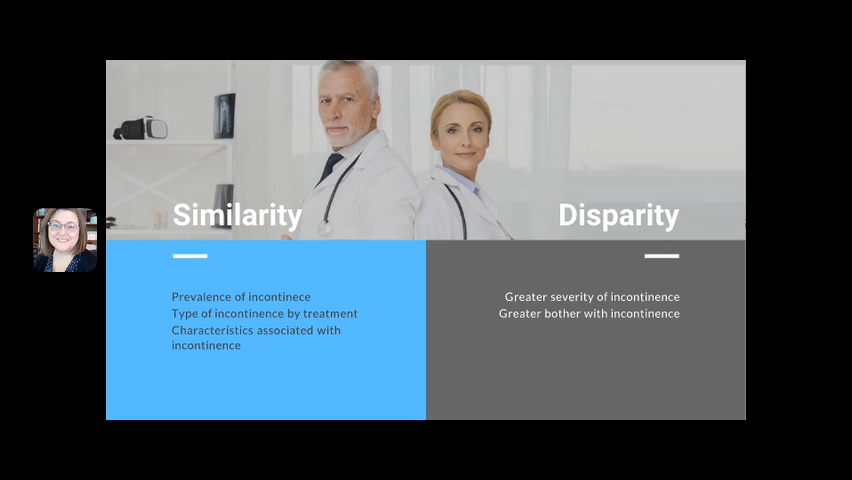 Similarity
Disparity
Prevalence of incontinece
Type of incontinence by treatment
Characteristics associated with
incontinence
Greater severity of incontinence
Greater bother with incontinence